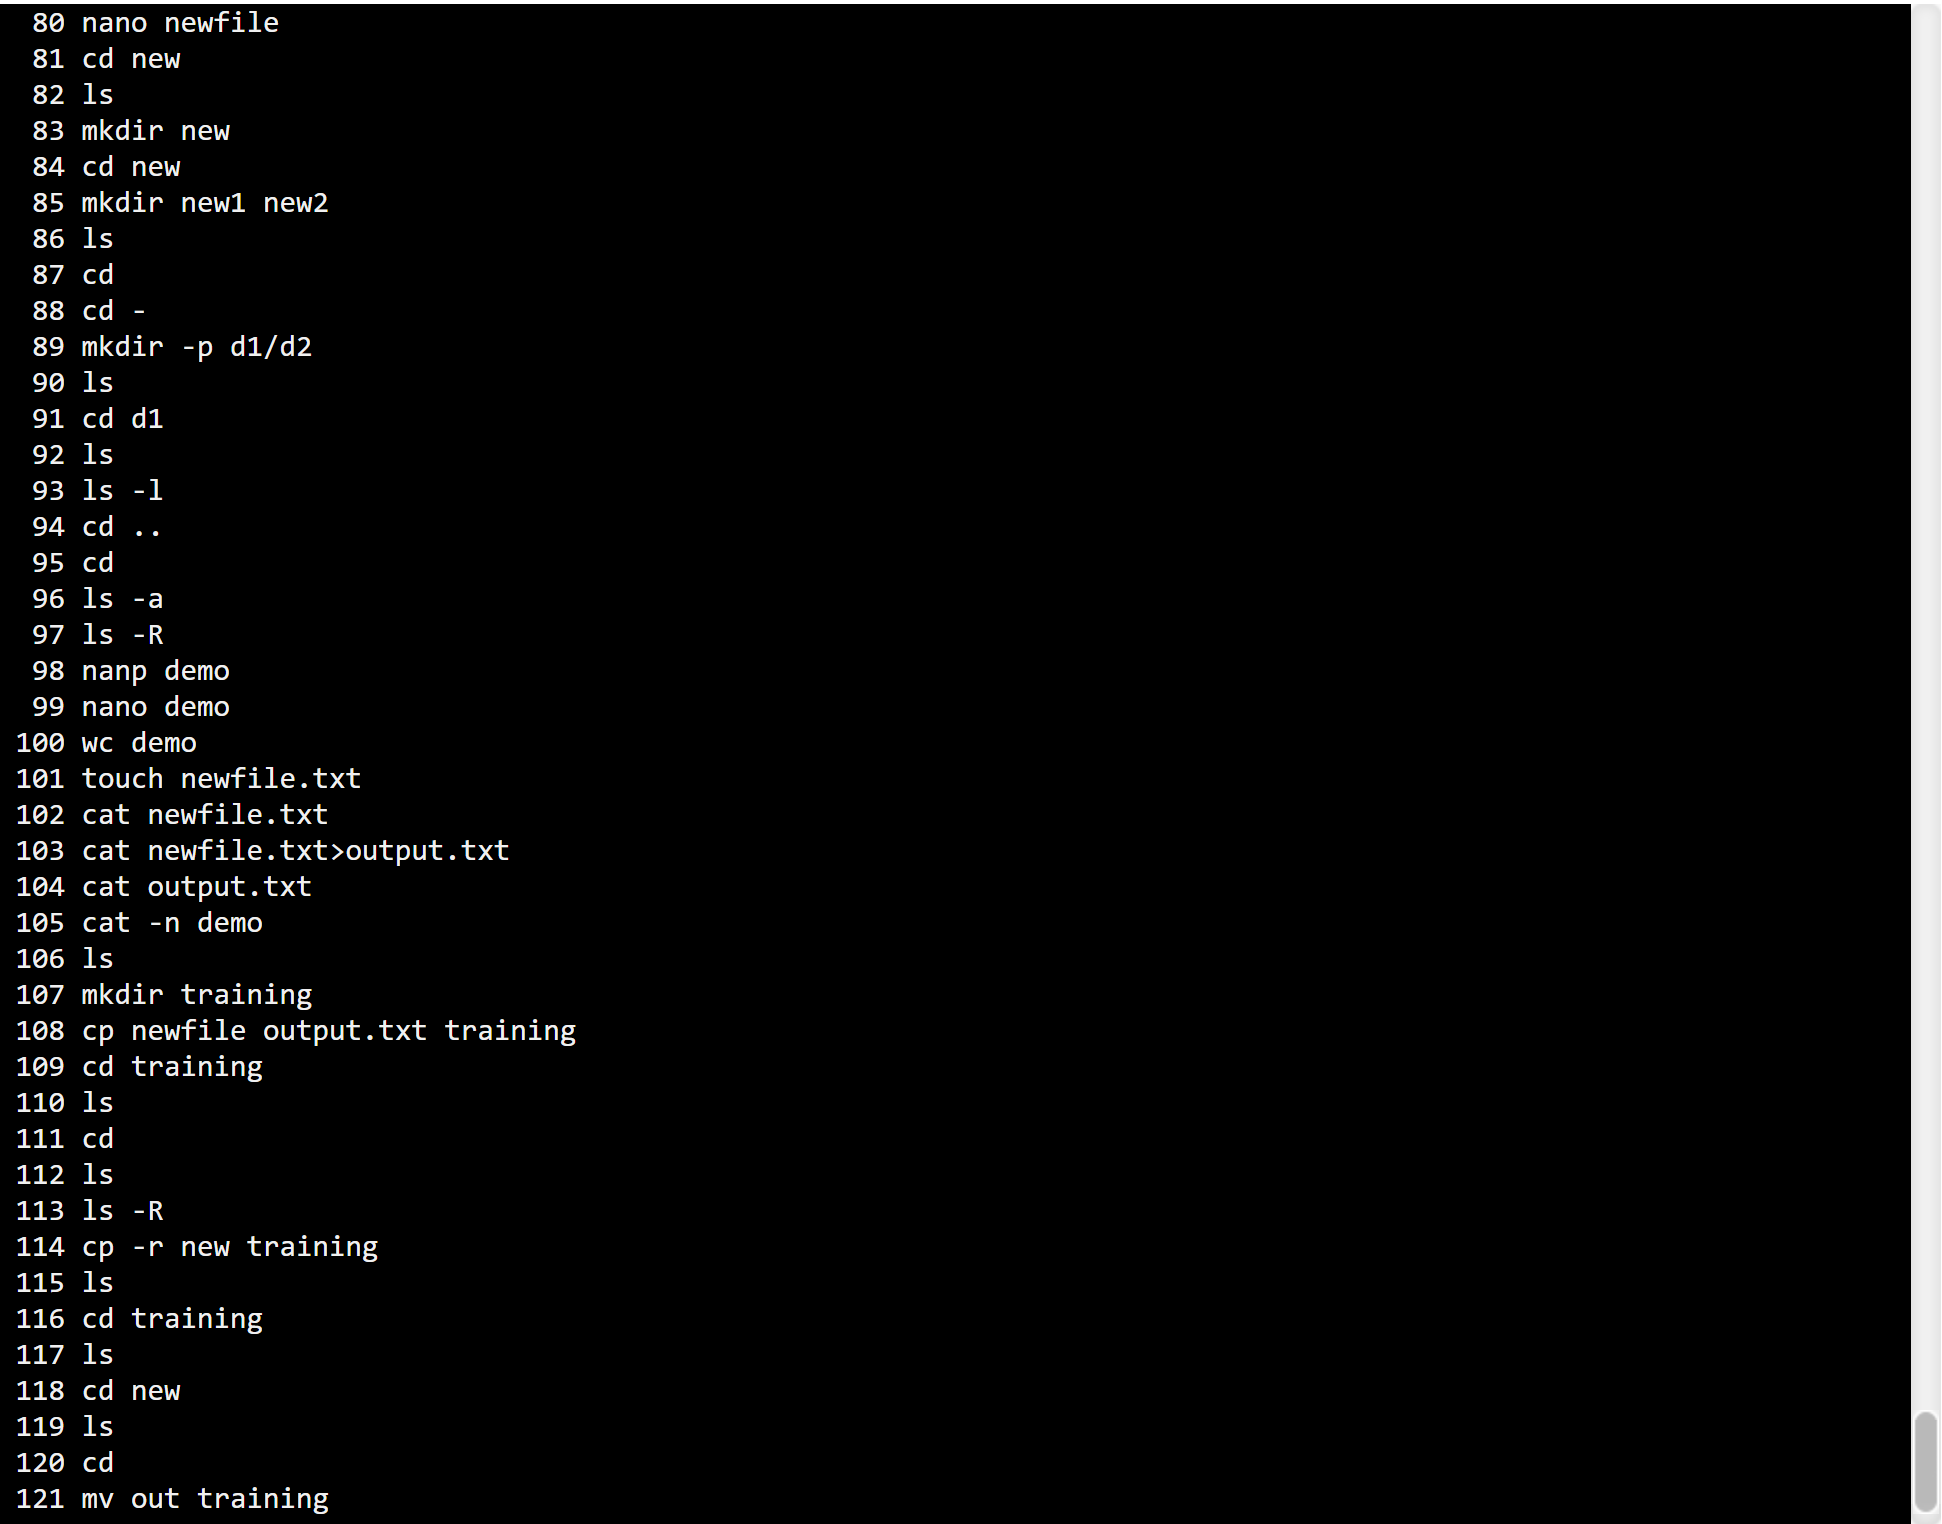 80 nano newfile
81 cd new
82 ls
83 mkdir new
84 cd new
85 mkdir new1 new2
86 ls
87 cd
88 cd -
89 mkdir -p d1/d2
90 ls
91 cd d1
92 ls
93 ls -l
94 cd ..
95 cd
96 ls -a
97 ls -R
98 nanp demo
99 nano demo
100 wc demo
101 touch newfile.txt
102 cat newfile.txt
103 cat newfile.txt>output.txt
104 cat output.txt
105 cat -n demo
106 ls
107 mkdir training
108 cp newfile output.txt training
109 cd training
110 ls
111 cd
112 ls
113 ls -R
114 cp -r new training
115 ls
116 cd training
117 ls
118 cd new
119 ls
120 cd
121 mv out training